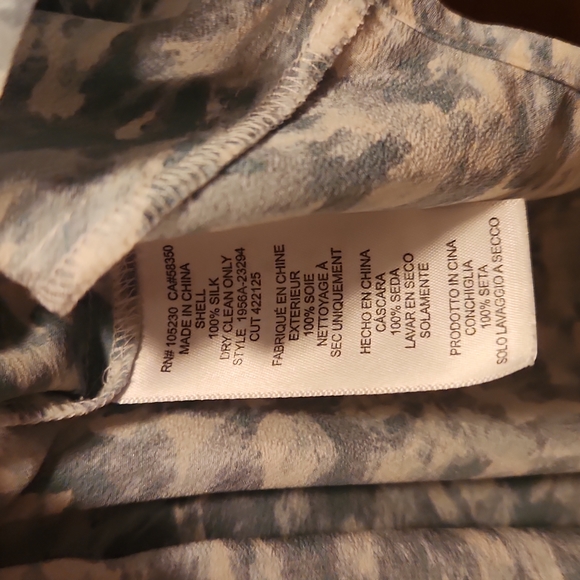 RN# 105230 CA#58350
MADE IN CHINA
SHELL
100% SILK
DRY CLEAN ONLY
STYLE 1956A-23294
CUT 422125
FABRIQUÉ EN CHINE
EXTERIEUR
100% SOIE
NETTOYAGE À
SEC UNIQUEMENT
HECHO EN CHINA
CÁSCARA
100% SEDA
LAVAR EN SECO
SOLAMENTE
PRODOTTO IN CINA
CONCHIGLIA
100% SETA
SOLO LAVAGGIO A SECCO